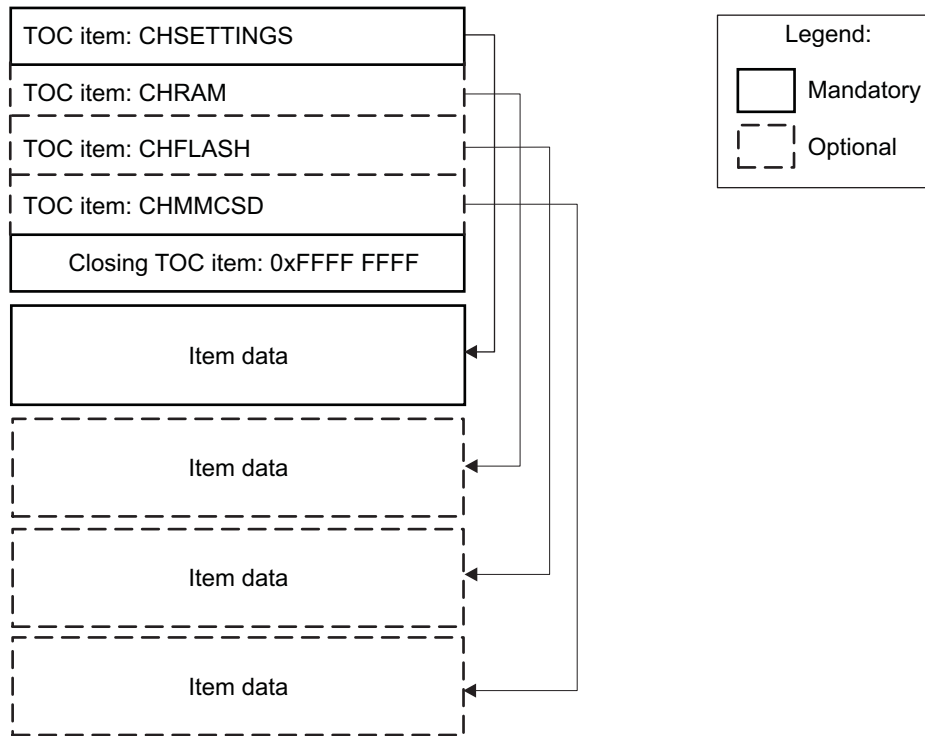 TOC item: CHSETTINGS
TOC item: CHRAM
TOC item: CHFLASH
TOC item: CHMMCSD
Closing TOC item: 0xFFFF FFFF
Item data
Item data
Item data
Item data
Legend:
Mandatory
Optional